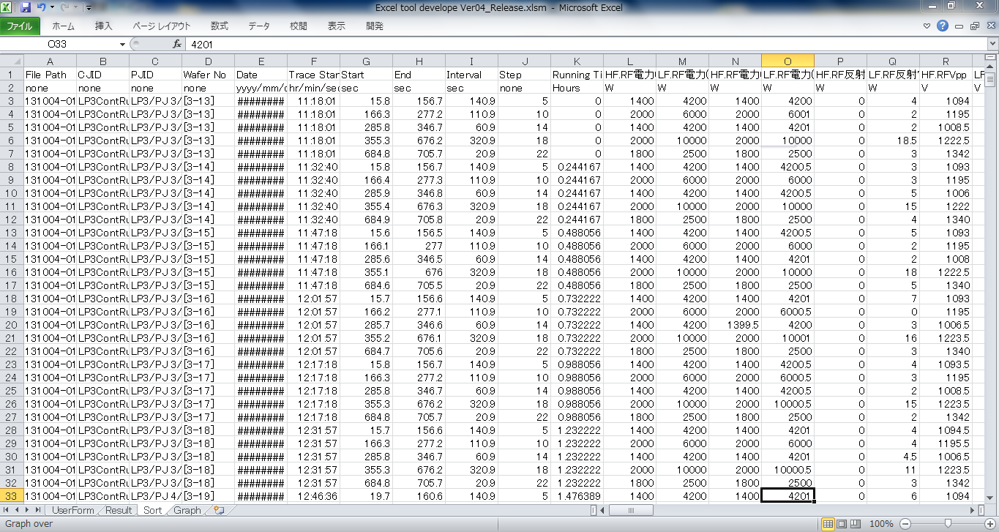 Excel tool develope Ver04_Release.xlsm - Microsoft Excel
ファイル ホーム 挿入 ページ レイアウト 数式 データ 校閲 表示 開発
O33 fx 4201
A B C D E F G H I J K L M N O P Q R
1 File Path CJID PJID Wafer No Date Trace Star Start End Interval Step Running Ti HF.RF電力( LF.RF電力( HF.RF電力( LF.RF電力( HF.RF反射 LF.RF反射 HF.RFVpp LF
2 none none none none yyyy/mm/d hr/min/sec sec sec sec none Hours W W W W W W V V
3 131004-01 LP3ContRu LP3/PJ 3/ [3-13] ######## 11:18:01 15.8 156.7 140.9 5 0 1400 4200 1400 4200 0 4 1094
4 131004-01 LP3ContRu LP3/PJ 3/ [3-13] ######## 11:18:01 166.3 277.2 110.9 10 0 2000 6000 2000 6001 0 2 1195
5 131004-01 LP3ContRu LP3/PJ 3/ [3-13] ######## 11:18:01 285.8 346.7 60.9 14 0 1400 4200 1400 4201 0 2 1008.5
6 131004-01 LP3ContRu LP3/PJ 3/ [3-13] ######## 11:18:01 355.3 676.2 320.9 18 0 2000 10000 2000 10000 0 18.5 1222.5
7 131004-01 LP3ContRu LP3/PJ 3/ [3-13] ######## 11:18:01 684.8 705.7 20.9 22 0 1800 2500 1800 2500 0 3 1342
8 131004-01 LP3ContRu LP3/PJ 3/ [3-14] ######## 11:32:40 15.8 156.7 140.9 5 0.244167 1400 4200 1400 4200.5 0 3 1093
9 131004-01 LP3ContRu LP3/PJ 3/ [3-14] ######## 11:32:40 166.4 277.3 110.9 10 0.244167 2000 6000 2000 6000 0 3 1195
10 131004-01 LP3ContRu LP3/PJ 3/ [3-14] ######## 11:32:40 285.9 346.8 60.9 14 0.244167 1400 4200 1400 4200.5 0 5 1006
11 131004-01 LP3ContRu LP3/PJ 3/ [3-14] ######## 11:32:40 355.4 676.3 320.9 18 0.244167 2000 10000 2000 10000 0 15 1222
12 131004-01 LP3ContRu LP3/PJ 3/ [3-14] ######## 11:32:40 684.9 705.8 20.9 22 0.244167 1800 2500 1800 2500 0 4 1340
13 131004-01 LP3ContRu LP3/PJ 3/ [3-15] ######## 11:47:18 15.6 156.5 140.9 5 0.488056 1400 4200 1400 4200.5 0 5 1093
14 131004-01 LP3ContRu LP3/PJ 3/ [3-15] ######## 11:47:18 166.1 277 110.9 10 0.488056 2000 6000 2000 6000 0 2 1195
15 131004-01 LP3ContRu LP3/PJ 3/ [3-15] ######## 11:47:18 285.6 346.5 60.9 14 0.488056 1400 4200 1400 4201 0 2 1008
16 131004-01 LP3ContRu LP3/PJ 3/ [3-15] ######## 11:47:18 355.1 676 320.9 18 0.488056 2000 10000 2000 10000 0 18 1222.5
17 131004-01 LP3ContRu LP3/PJ 3/ [3-15] ######## 11:47:18 684.6 705.5 20.9 22 0.488056 1800 2500 1800 2500 0 5 1340
18 131004-01 LP3ContRu LP3/PJ 3/ [3-16] ######## 12:01:57 15.7 156.6 140.9 5 0.732222 1400 4200 1400 4201 0 7 1093
19 131004-01 LP3ContRu LP3/PJ 3/ [3-16] ######## 12:01:57 166.2 277.1 110.9 10 0.732222 2000 6000 2000 6000.5 0 0 1195
20 131004-01 LP3ContRu LP3/PJ 3/ [3-16] ######## 12:01:57 285.7 346.6 60.9 14 0.732222 1400 4200 1399.5 4200 0 3 1006.5
21 131004-01 LP3ContRu LP3/PJ 3/ [3-16] ######## 12:01:57 355.2 676.1 320.9 18 0.732222 2000 10000 2000 10001 0 16 1223.5
22 131004-01 LP3ContRu LP3/PJ 3/ [3-16] ######## 12:01:57 684.7 705.6 20.9 22 0.732222 1800 2500 1800 2500 0 3 1340
23 131004-01 LP3ContRu LP3/PJ 3/ [3-17] ######## 12:17:18 15.8 156.7 140.9 5 0.988056 1400 4200 1400 4200.5 0 4 1093.5
24 131004-01 LP3ContRu LP3/PJ 3/ [3-17] ######## 12:17:18 166.3 277.2 110.9 10 0.988056 2000 6000 2000 6000.5 0 3 1195
25 131004-01 LP3ContRu LP3/PJ 3/ [3-17] ######## 12:17:18 285.8 346.7 60.9 14 0.988056 1400 4200 1400 4200.5 0 2 1008.5
26 131004-01 LP3ContRu LP3/PJ 3/ [3-17] ######## 12:17:18 355.3 676.2 320.9 18 0.988056 2000 10000 2000 10000.5 0 15 1223.5
27 131004-01 LP3ContRu LP3/PJ 3/ [3-17] ######## 12:17:18 684.8 705.7 20.9 22 0.988056 1800 2500 1800 2500 0 2 1342
28 131004-01 LP3ContRu LP3/PJ 3/ [3-18] ######## 12:31:57 15.7 156.6 140.9 5 1.232222 1400 4200 1400 4201 0 4 1094.5
29 131004-01 LP3ContRu LP3/PJ 3/ [3-18] ######## 12:31:57 166.3 277.2 110.9 10 1.232222 2000 6000 2000 6000 0 4 1195.5
30 131004-01 LP3ContRu LP3/PJ 3/ [3-18] ######## 12:31:57 285.8 346.7 60.9 14 1.232222 1400 4200 1400 4201 0 4.5 1006.5
31 131004-01 LP3ContRu LP3/PJ 3/ [3-18] ######## 12:31:57 355.3 676.2 320.9 18 1.232222 2000 10000 2000 10000.5 0 11 1223.5
32 131004-01 LP3ContRu LP3/PJ 3/ [3-18] ######## 12:31:57 684.8 705.7 20.9 22 1.232222 1800 2500 1800 2500 0 3 1342
33 131004-01 LP3ContRu LP3/PJ 4/ [3-19] ######## 12:46:36 19.7 160.6 140.9 5 1.476389 1400 4200 1400 4201 0 6 1094
UserForm Result Sort Graph
Graph over 100%